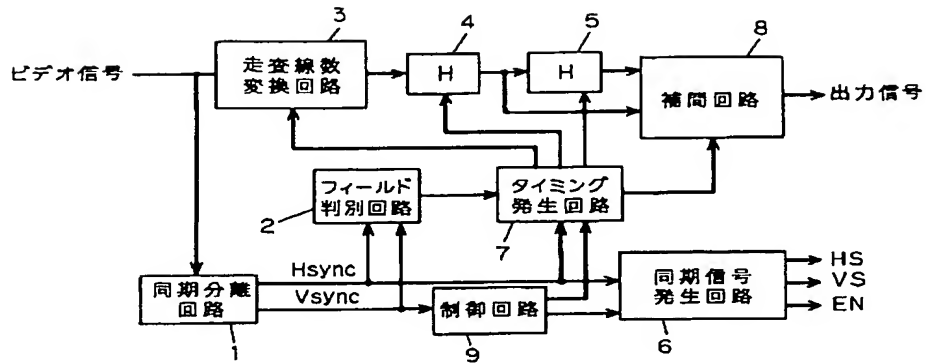 3
4
5
8
ビデオ信号
走査線数
変換回路
H
H
補間回路
出力信号
フィールド
判別回路
2
タイミング
発生回路
7
Hsync
Vsync
同期分離
回路
1
制御回路
9
同期信号
発生回路
6
HS
VS
EN